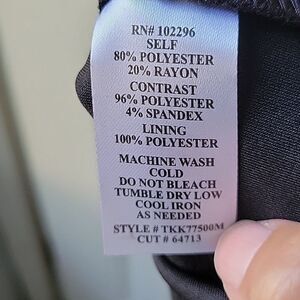 RN# 102296
SELF
80% POLYESTER
20% RAYON
CONTRAST
96% POLYESTER
4% SPANDEX
LINING
100% POLYESTER
MACHINE WASH
COLD
DO NOT BLEACH
TUMBLE DRY LOW
COOL IRON
AS NEEDED
STYLE # TKK77500M
CUT # 64713